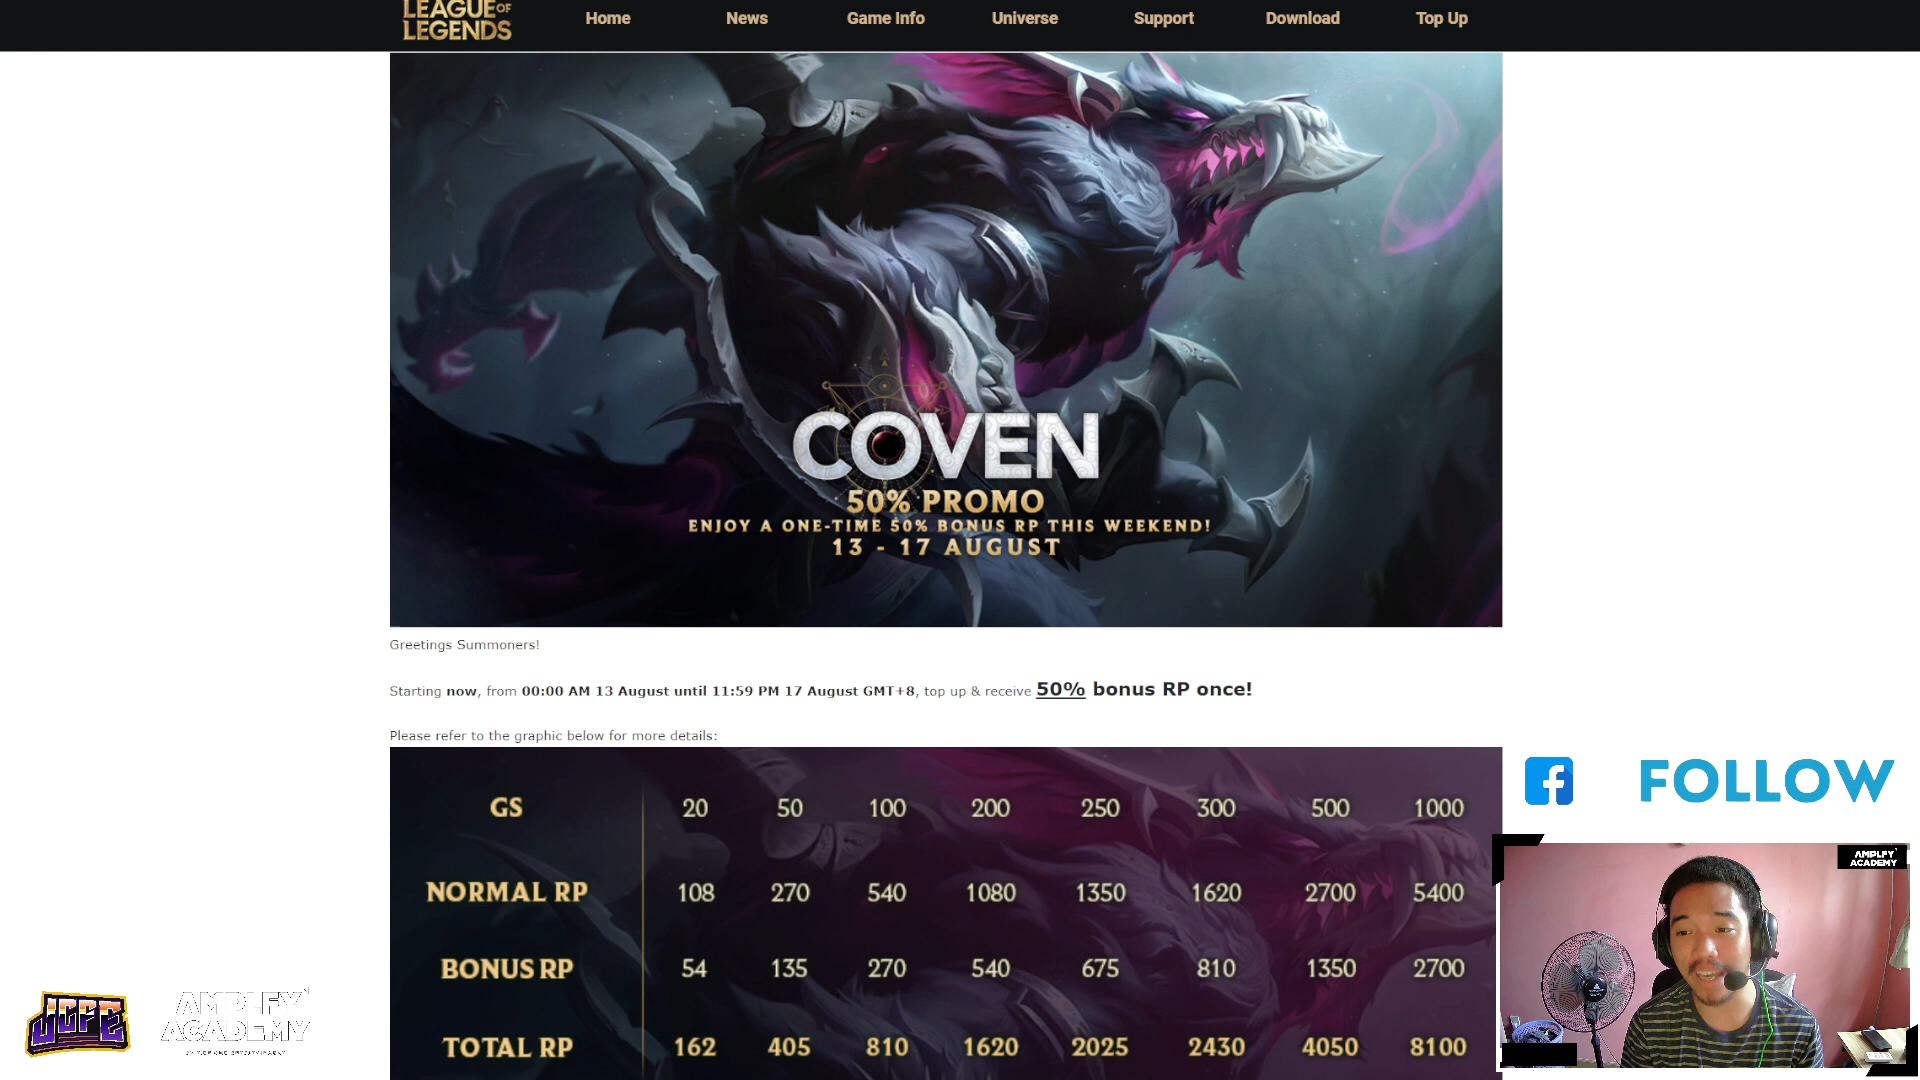 LEAGUE OF
LEGENDS
Home News Game Info Universe Support Download Top Up
COVEN
50% PROMO
ENJOY A ONE-TIME 50% BONUS RP THIS WEEKEND!
13 - 17 AUGUST
Greetings Summoners!
Starting now, from 00:00 AM 13 August until 11:59 PM 17 August GMT+8, top up & receive 50% bonus RP once!
Please refer to the graphic below for more details:
GS 20 50 100 200 250 300 500 1000
NORMAL RP 108 270 540 1080 1350 1620 2700 5400
BONUS RP 54 135 270 540 675 810 1350 2700
TOTAL RP 162 405 810 1620 2025 2430 4050 8100
FOLLOW
AMPLFY
ACADEMY
JCFE
AMPLFY
ACADEMY